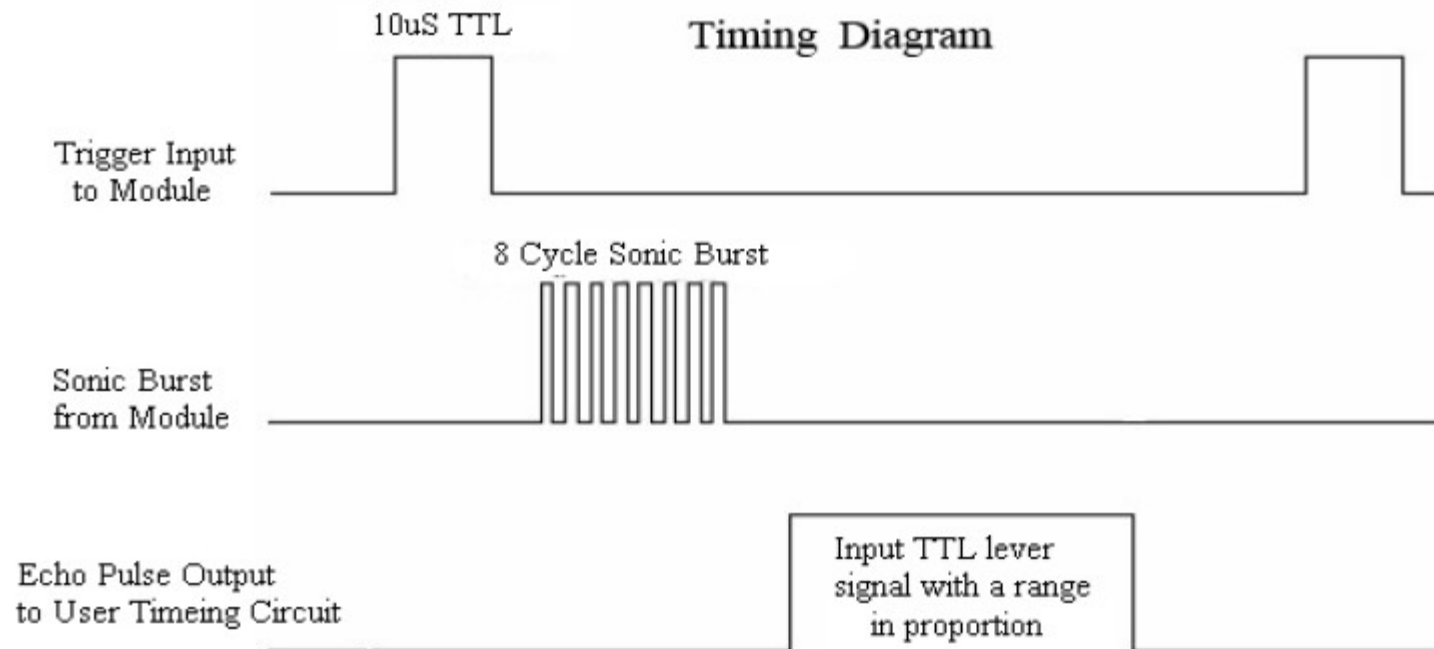 10uS TTL
Timing Diagram
Trigger Input
to Module
8 Cycle Sonic Burst
Sonic Burst
from Module
Echo Pulse Output
to User Timeing Circuit
Input TTL lever
signal with a range
in proportion